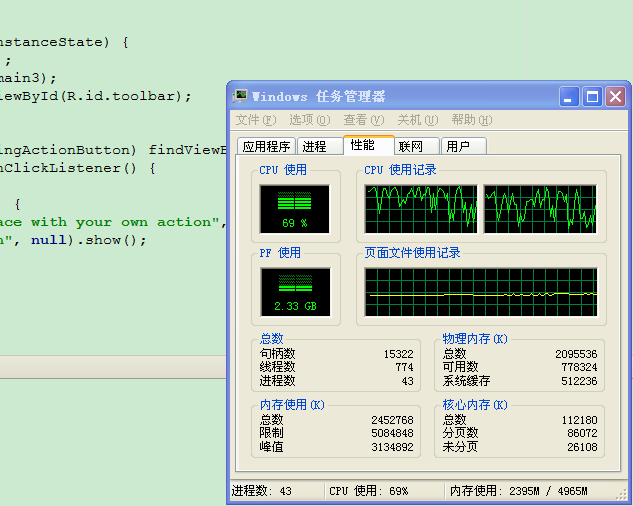 nstanceState) {
;
main3);
iewById(R.id.toolbar);
ingActionButton) findViewB
nClickListener() {
{
ace with your own action",
n", null).show();
Windows 任务管理器
文件(F) 选项(O) 查看(V) 关机(U) 帮助(H)
应用程序 进程 性能 联网 用户
CPU 使用 CPU 使用记录
69 %
PF 使用 页面文件使用记录
2.33 GB
总数
句柄数 15322
线程数 774
进程数 43
物理内存(K)
总数 2095536
可用数 778324
系统缓存 512236
内存使用(K)
总数 2452768
限制 5084848
峰值 3134892
核心内存(K)
总数 112180
分页数 86072
未分页 26108
进程数: 43 CPU 使用: 69% 内存使用: 2395M / 4965M